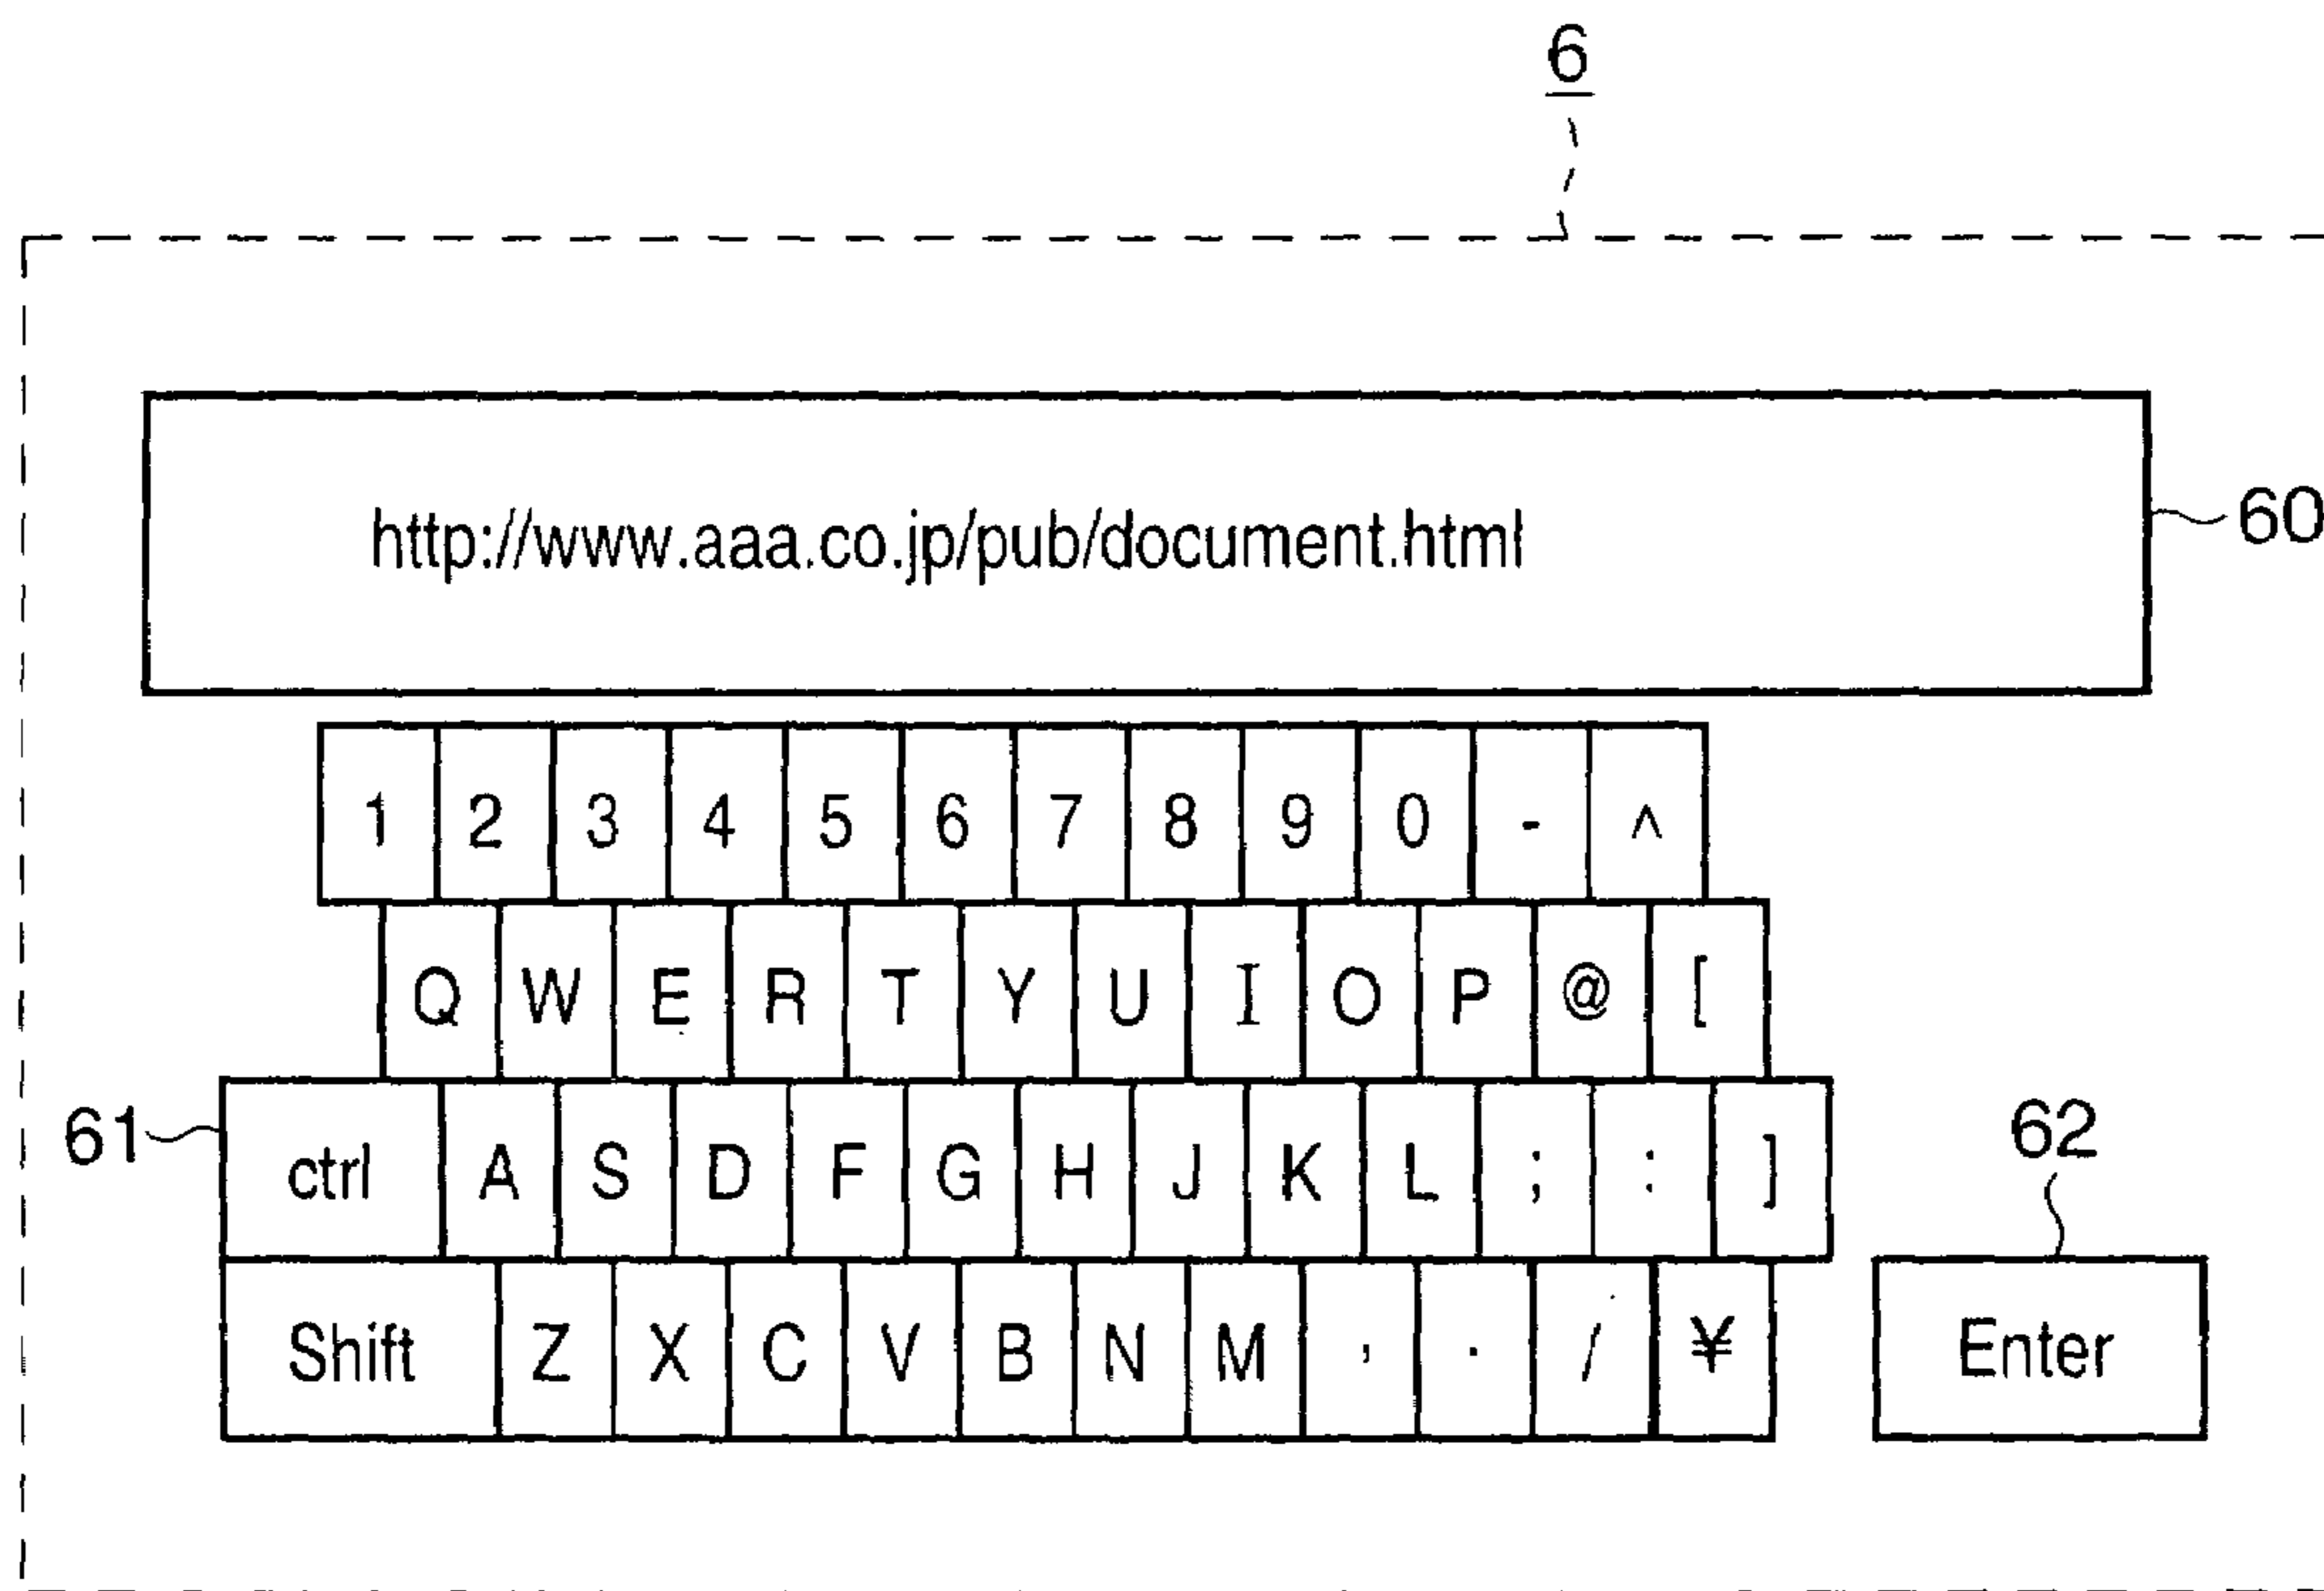 6
http://www.aaa.co.jp/pub/document.html
60
1 2 3 4 5 6 7 8 9 0 - ^
Q W E R T Y U I O P @ [
61
ctrl A S D F G H J K L ; : ]
62
Shift Z X C V B N M , . / ¥
Enter